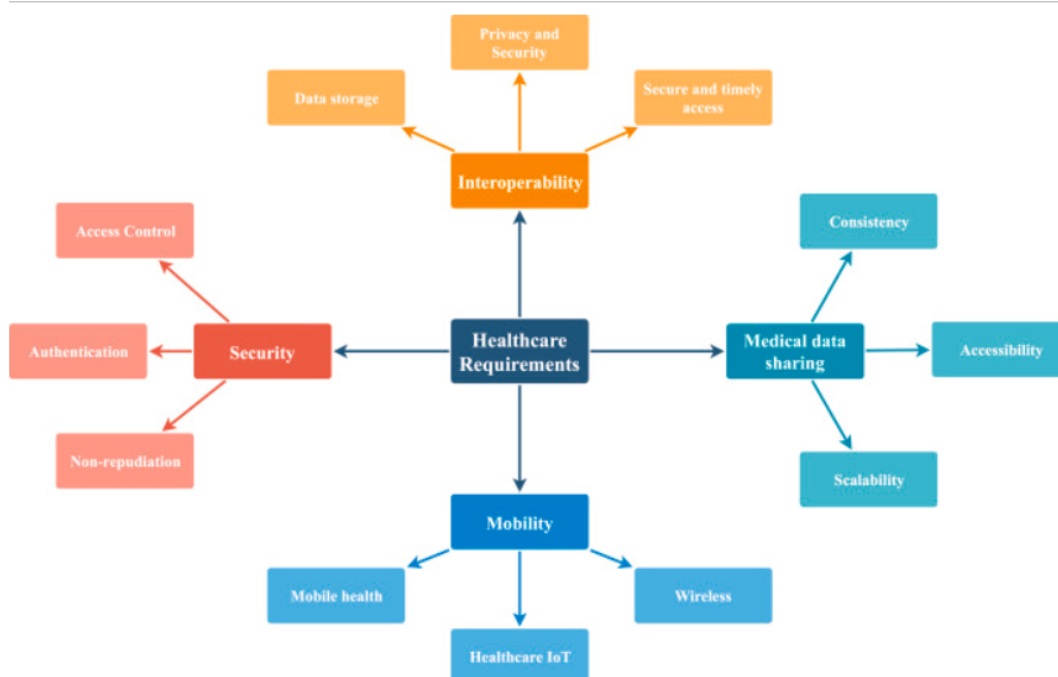 Privacy and
Security
Data storage
Secure and timely
access
Interoperability
Access Control
Consistency
Authentication
Security
Healthcare
Requirements
Medical data
sharing
Accessibility
Non-repudiation
Scalability
Mobility
Mobile health
Wireless
Healthcare IoT